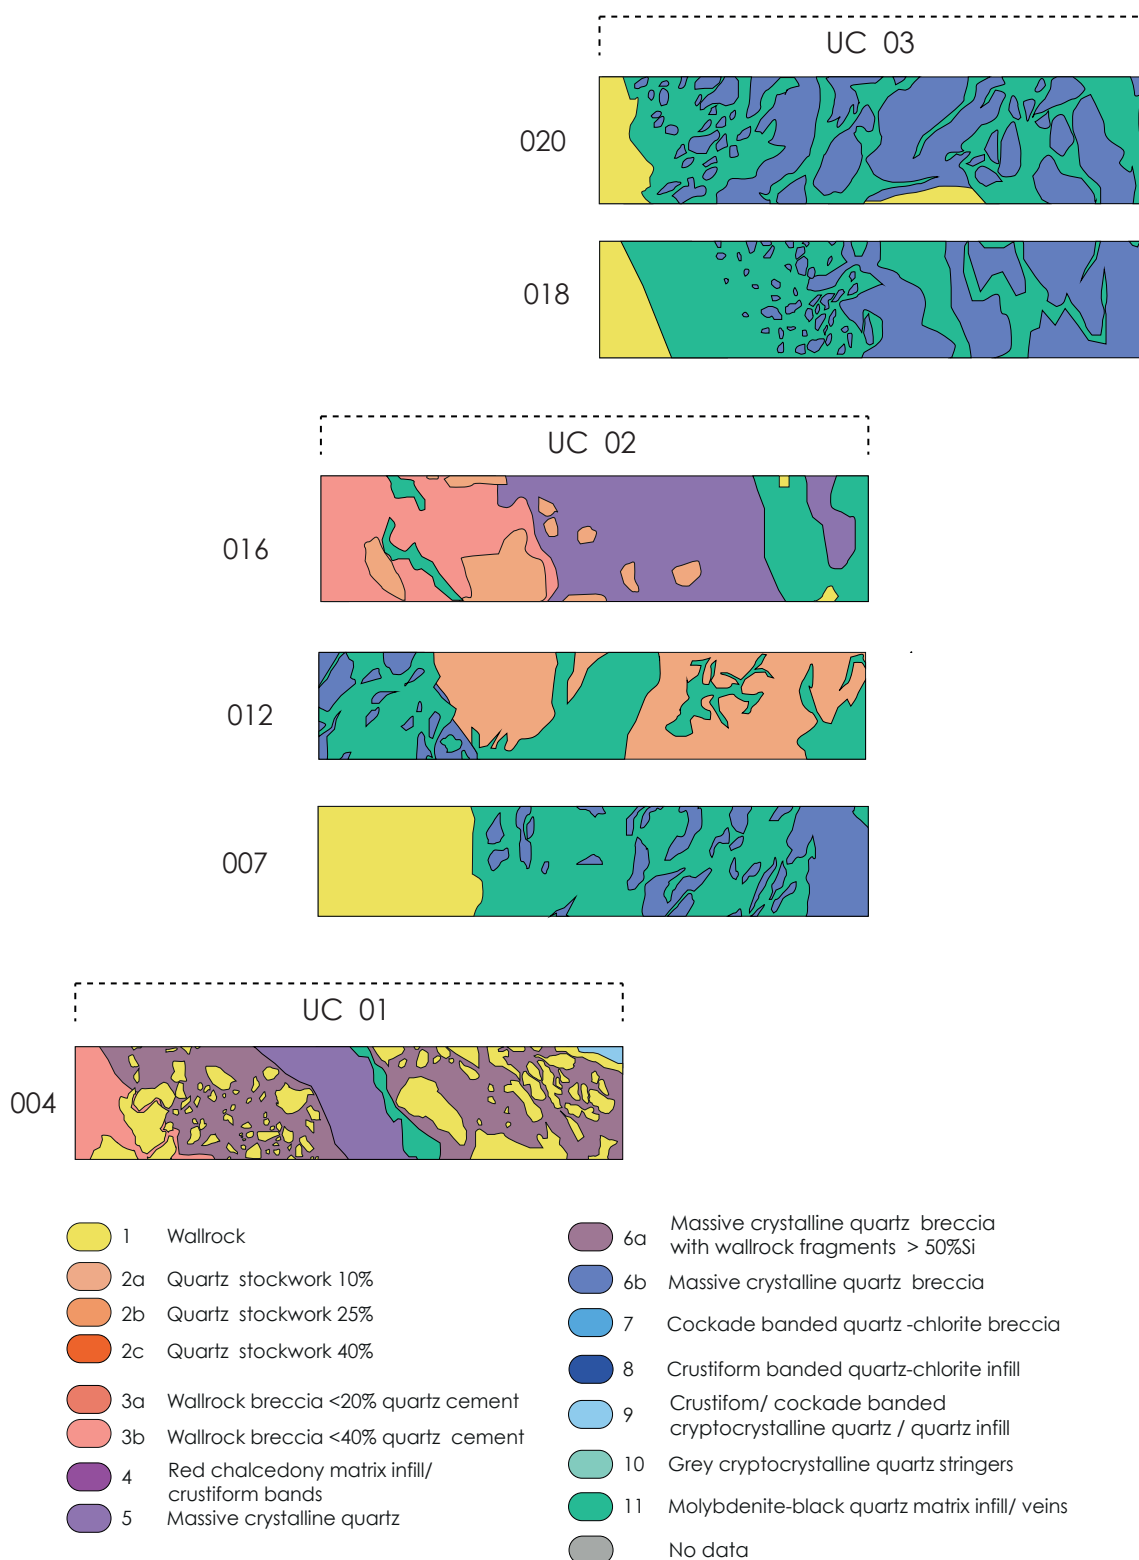 UC 03
020
018
UC 02
016
012
007
UC 01
004
1 Wallrock
2a Quartz stockwork 10%
2b Quartz stockwork 25%
2c Quartz stockwork 40%
3a Wallrock breccia <20% quartz cement
3b Wallrock breccia <40% quartz cement
4 Red chalcedony matrix infill/
crustiform bands
5 Massive crystalline quartz
6a Massive crystalline quartz breccia
with wallrock fragments > 50%Si
6b Massive crystalline quartz breccia
7 Cockade banded quartz -chlorite breccia
8 Crustiform banded quartz-chlorite infill
9 Crustifom/ cockade banded
cryptocrystalline quartz / quartz infill
10 Grey cryptocrystalline quartz stringers
11 Molybdenite-black quartz matrix infill/ veins
No data